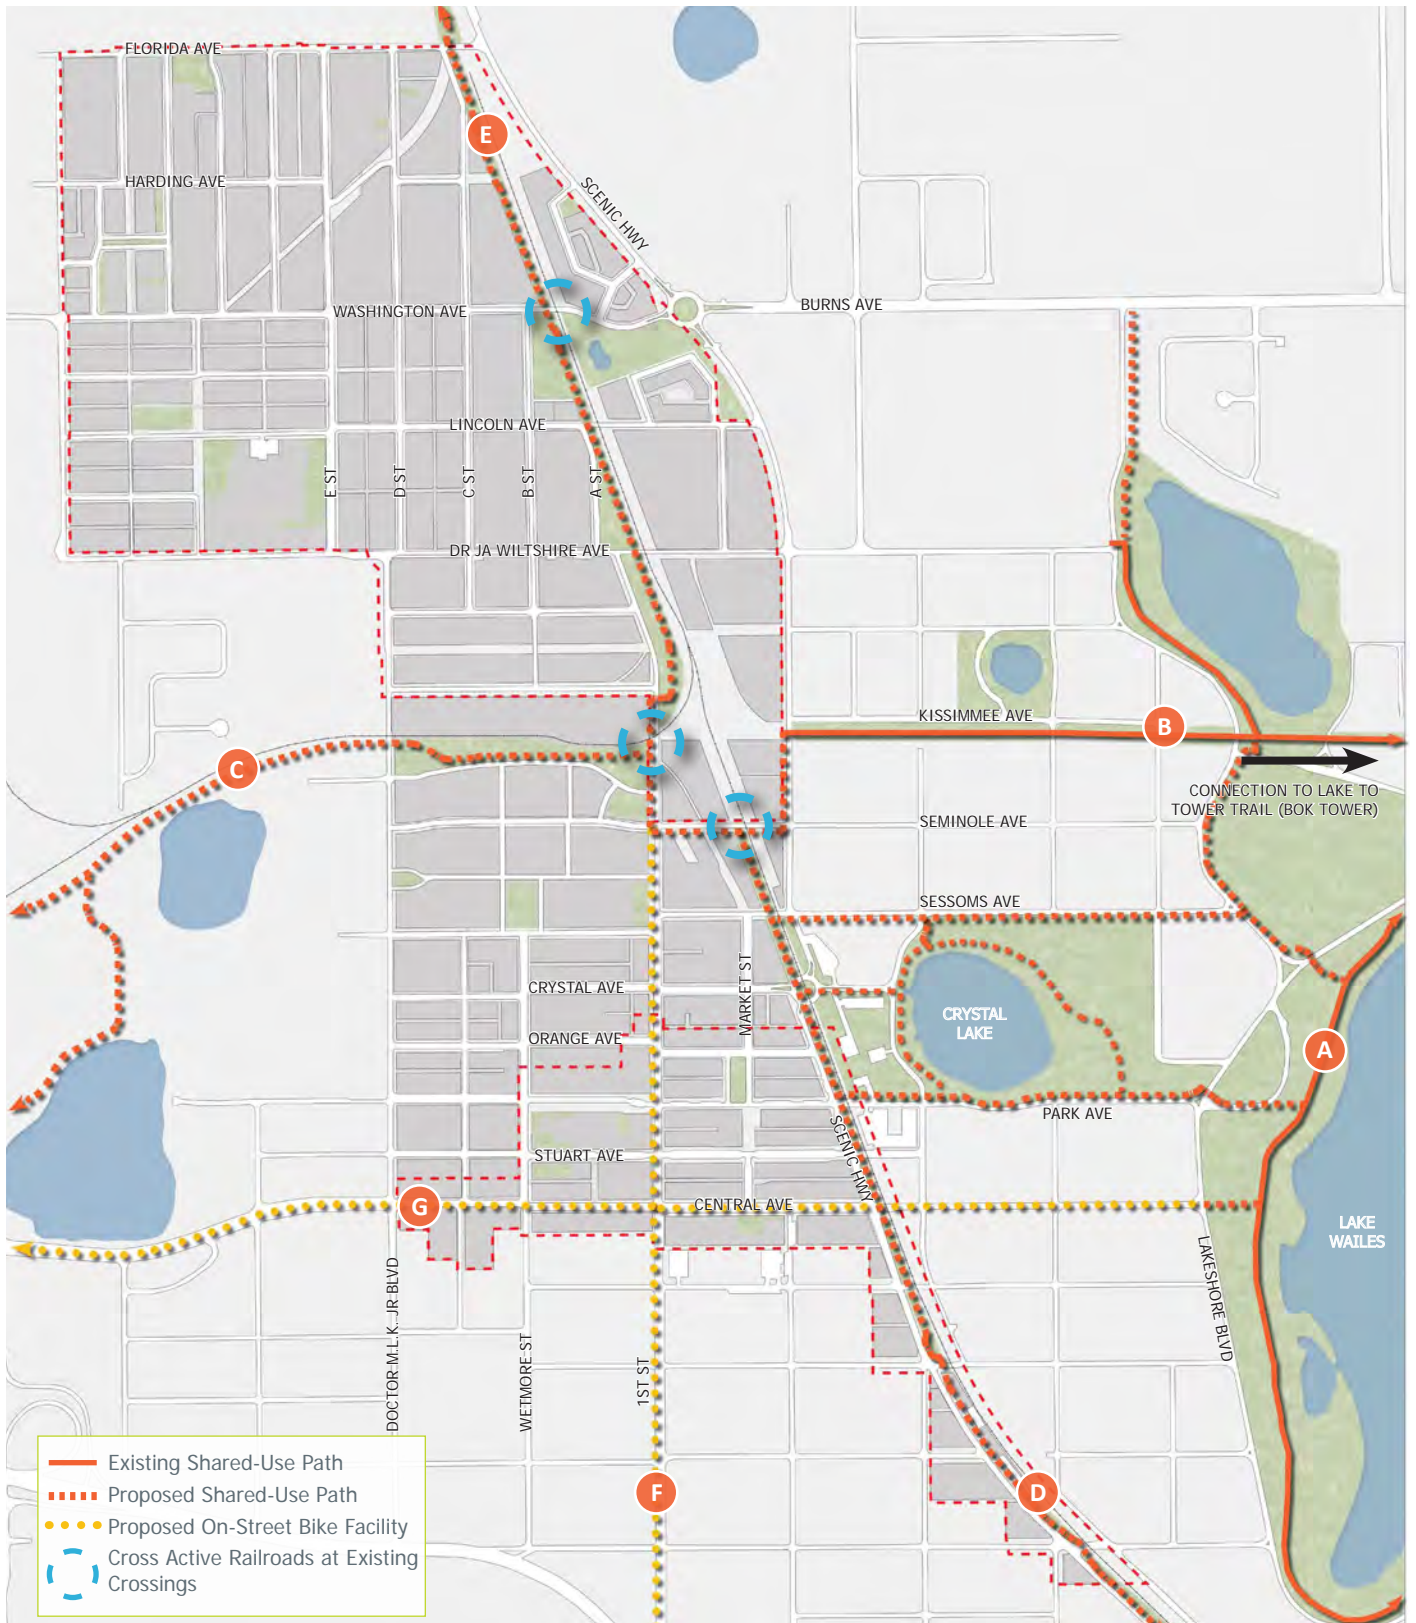 FLORIDA AVE
E
HARDING AVE
SCENIC HWY
WASHINGTON AVE
BURNS AVE
LINCOLN AVE
E ST
D ST
C ST
B ST
A ST
DR JA WILTSHIRE AVE
KISSIMMEE AVE
B
C
CONNECTION TO LAKE TO
TOWER TRAIL (BOK TOWER)
SEMINOLE AVE
SESSOMS AVE
MARKET ST
CRYSTAL AVE
CRYSTAL
LAKE
ORANGE AVE
A
PARK AVE
SCENIC HWY
STUART AVE
G
CENTRAL AVE
LAKE
WAILES
LAKESHORE BLVD
DOCTOR M.L.K. JR BLVD
WETMORE ST
1ST ST
F
D
Existing Shared-Use Path
Proposed Shared-Use Path
Proposed On-Street Bike Facility
Cross Active Railroads at Existing
Crossings